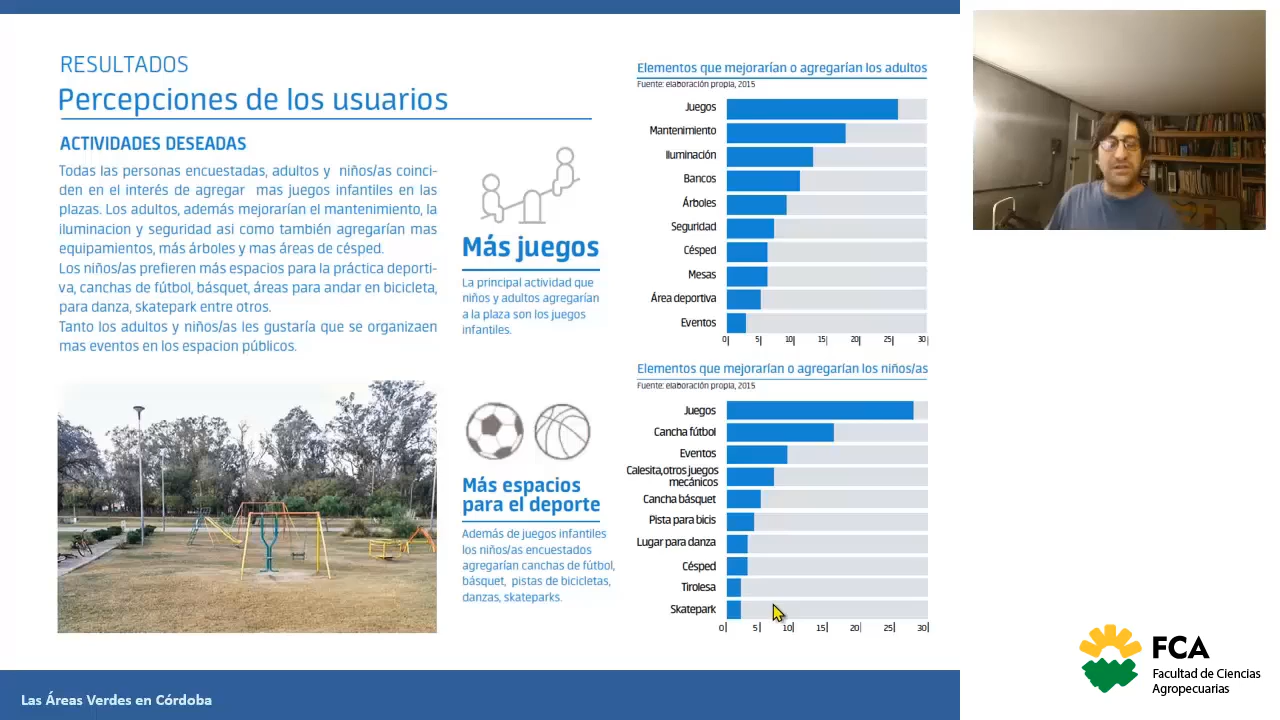 RESULTADOS
Percepciones de los usuarios
ACTIVIDADES DESEADAS
Todas las personas encuestadas, adultos y niños/as coinci-
den en el interés de agregar mas juegos infantiles en las
plazas. Los adultos, además mejorarían el mantenimiento, la
iluminacion y seguridad asi como también agregarían mas
equipamientos, más árboles y mas áreas de césped.
Los niños/as prefieren más espacios para la práctica deporti-
va, canchas de fútbol, básquet, áreas para andar en bicicleta,
para danza, skatepark entre otros.
Tanto los adultos y niños/as les gustaría que se organizaen
mas eventos en los espacion públicos.
Más juegos
La principal actividad que
niños y adultos agregarían
a la plaza son los juegos
infantiles.
Más espacios
para el deporte
Además de juegos infantiles
los niños/as encuestados
agregarían canchas de fútbol,
básquet, pistas de bicicletas,
danzas, skateparks.
Elementos que mejorarían o agregarían los adultos
Fuente: elaboración propia, 2015
Juegos
Mantenimiento
Iluminación
Bancos
Árboles
Seguridad
Césped
Mesas
Área deportiva
Eventos
0 5 10 15 20 25 30
Elementos que mejorarían o agregarían los niños/as
Fuente: elaboración propia, 2015
Juegos
Cancha fútbol
Eventos
Calesita,otros juegos
mecánicos
Cancha básquet
Pista para bicis
Lugar para danza
Césped
Tirolesa
Skatepark
0 5 10 15 20 25 30
FCA
Facultad de Ciencias
Agropecuarias
Las Áreas Verdes en Córdoba